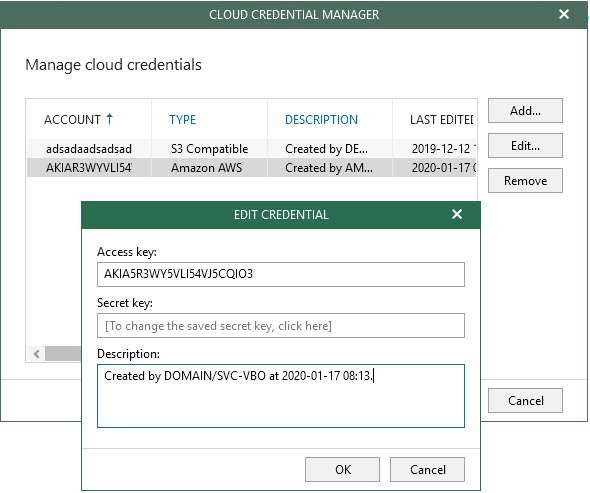 CLOUD CREDENTIAL MANAGER
Manage cloud credentials
ACCOUNT TYPE DESCRIPTION LAST EDITED
adsadaadsadsad S3 Compatible Created by DE... 2019-12-12 1
AKIAR3WYVLI54 Amazon AWS Created by AM... 2020-01-17 0
Add...
Edit...
Remove
Cancel
EDIT CREDENTIAL
Access key:
AKIA5R3WY5VLI54VJ5CQIO3
Secret key:
[To change the saved secret key, click here]
Description:
Created by DOMAIN/SVC-VBO at 2020-01-17 08:13.
OK Cancel